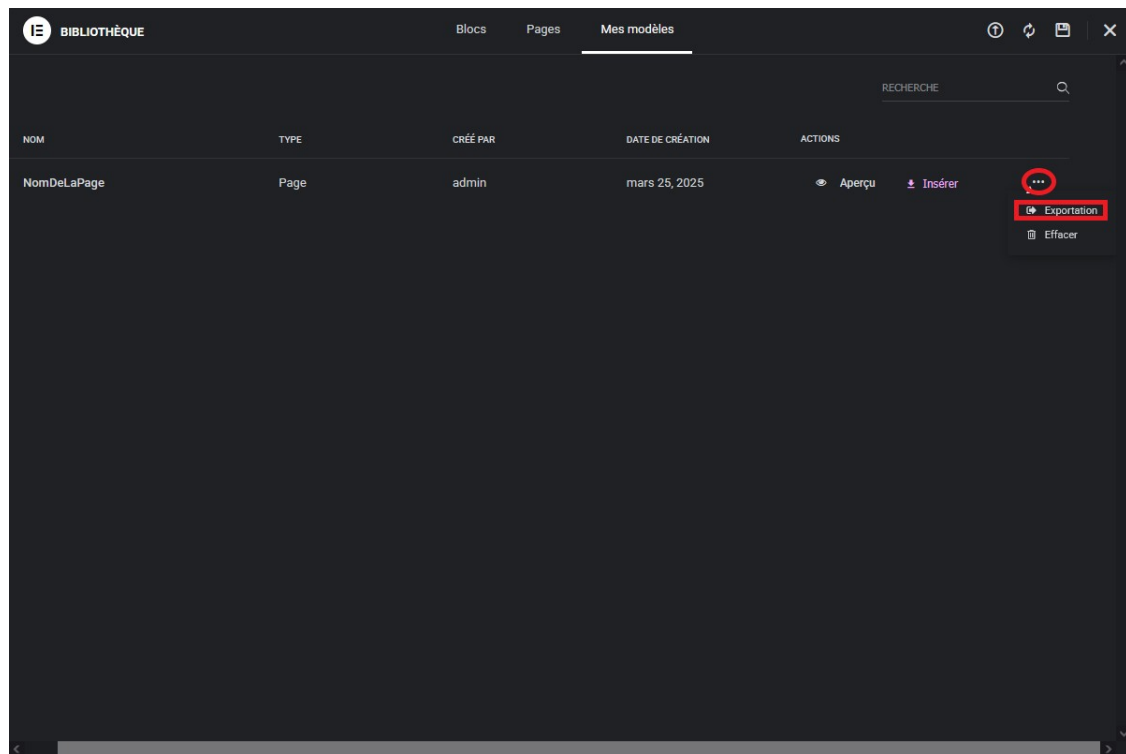 BIBLIOTHÈQUE Blocs Pages Mes modèles
RECHERCHE
NOM TYPE CRÉÉ PAR DATE DE CRÉATION ACTIONS
NomDeLaPage Page admin mars 25, 2025 Aperçu Insérer
Exportation
Effacer